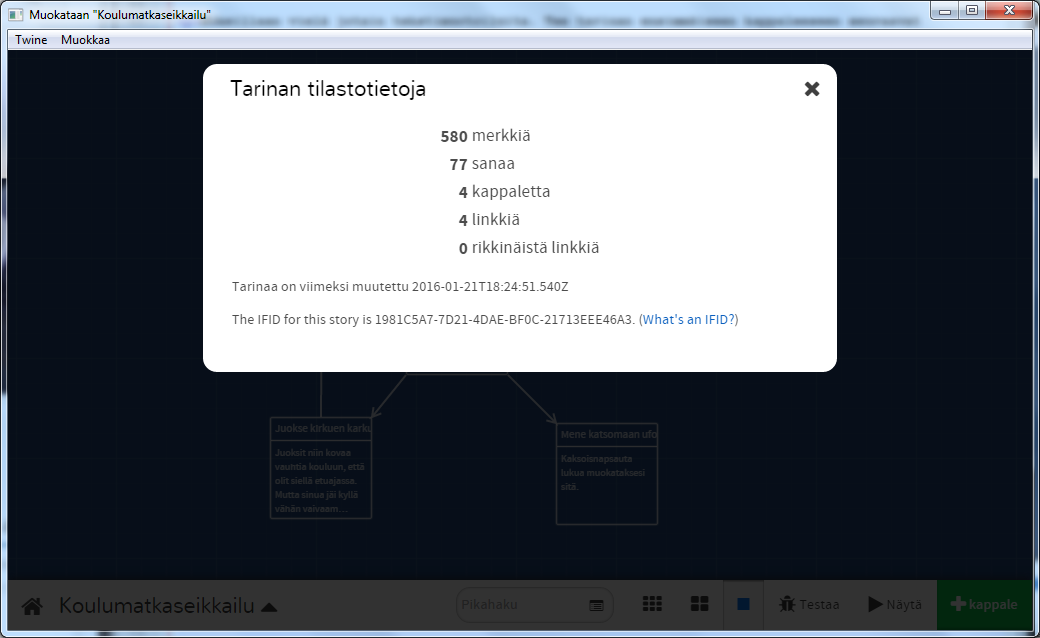 Muokataan "Koulumatkaseikkailu"
Twine Muokkaa
Tarinan tilastotietoja
580 merkkiä
77 sanaa
4 kappaletta
4 linkkiä
0 rikkinäistä linkkiä
Tarinaa on viimeksi muutettu 2016-01-21T18:24:51.540Z
The IFID for this story is 1981C5A7-7D21-4DAE-BF0C-21713EEE46A3. (What's an IFID?)
Juokse kirkuen karku
Juoksit niin kovaa
vauhtia kouluun, että
olit siellä etuajassa.
Mutta sinua jäi kyllä
vähän vaivaam...
Mene katsomaan ufo
Kaksoisnapsauta
lukua muokataksesi
sitä.
Koulumatkaseikkailu
Pikahaku
Testaa
Näytä
kappale